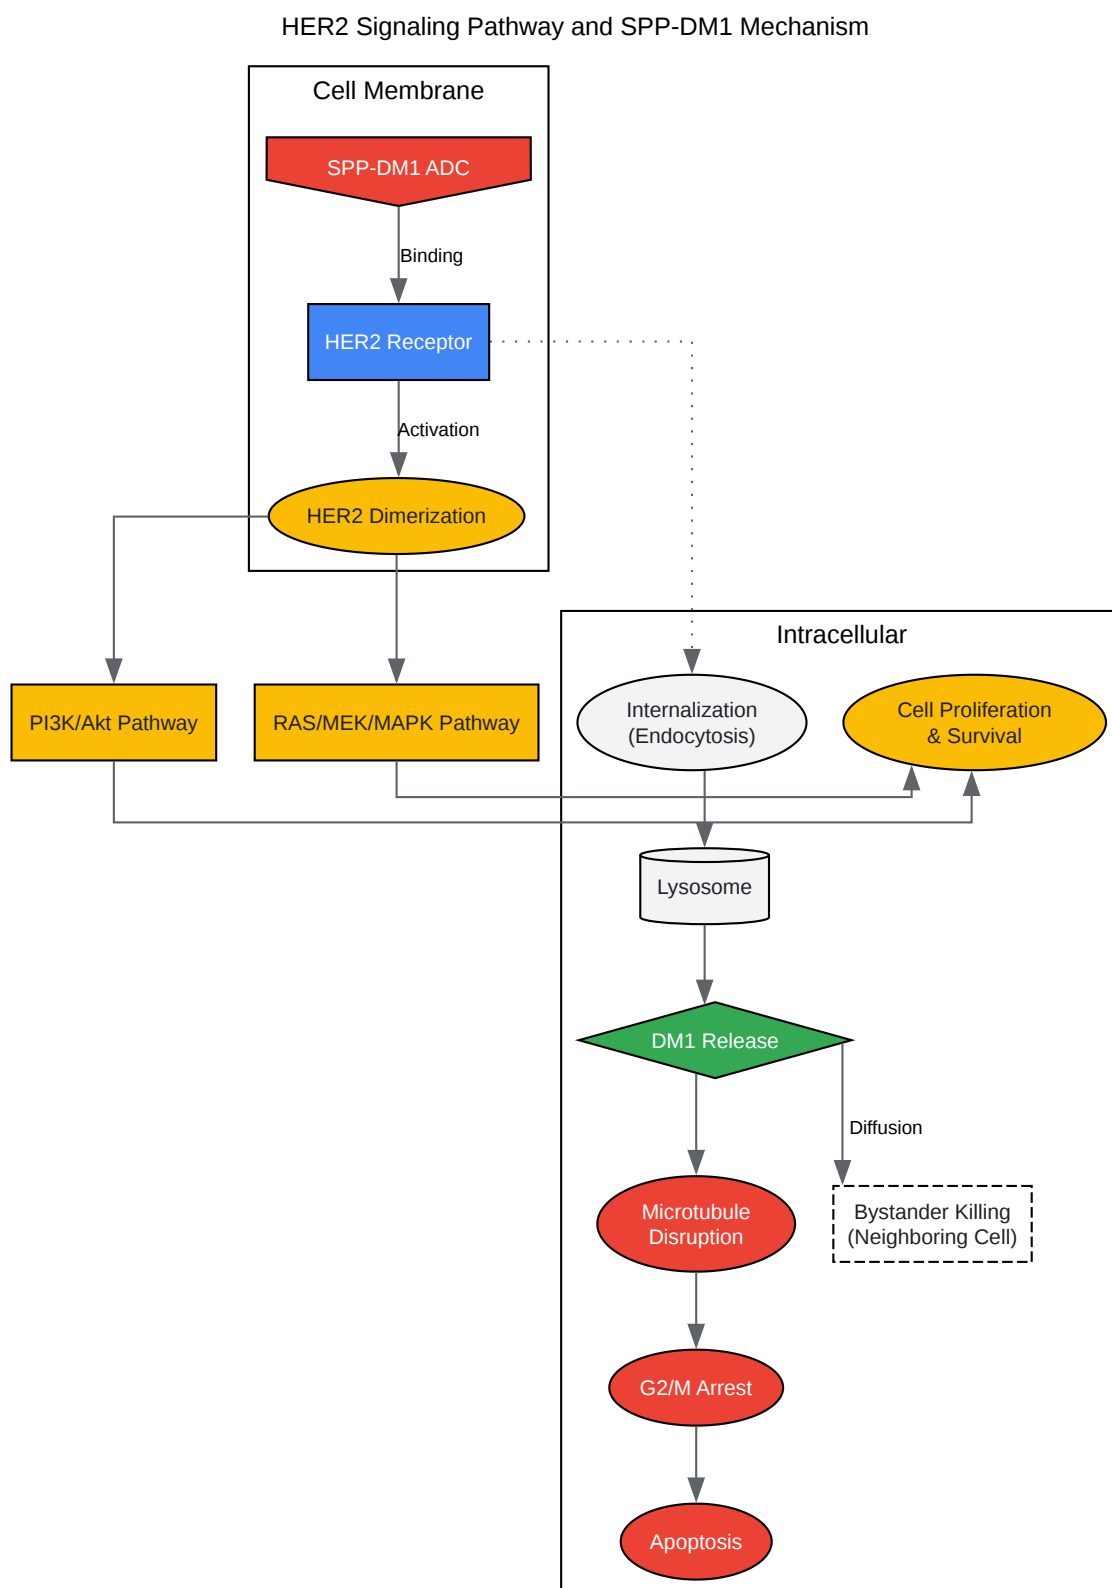 HER2 Signaling Pathway and SPP-DM1 Mechanism
Cell Membrane
SPP-DM1 ADC
Binding
HER2 Receptor
Activation
HER2 Dimerization
Intracellular
PI3K/Akt Pathway
RAS/MEK/MAPK Pathway
Internalization
(Endocytosis)
Cell Proliferation
& Survival
Lysosome
DM1 Release
Diffusion
Microtubule
Disruption
Bystander Killing
(Neighboring Cell)
G2/M Arrest
Apoptosis